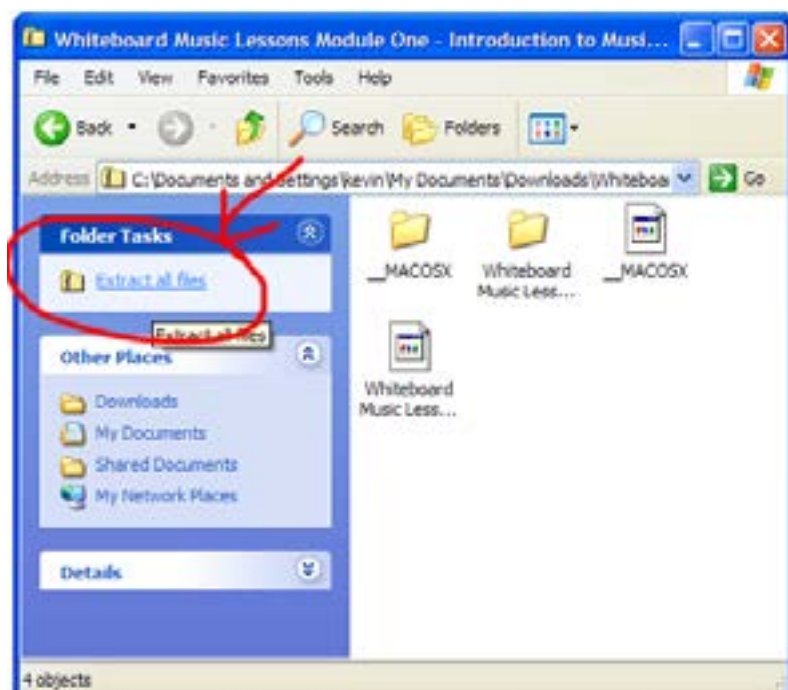 Whiteboard Music Lessons Module One - Introduction to Musi...
File Edit View Favorites Tools Help
Back Search Folders
Address C:\Documents and Settings\kevin\My Documents\Downloads\Whiteboa Go
Folder Tasks
Extract all files
Extract all files
Other Places
Downloads
My Documents
Shared Documents
My Network Places
Details
__MACOSX
Whiteboard
Music Less...
__MACOSX
Whiteboard
Music Less...
4 objects